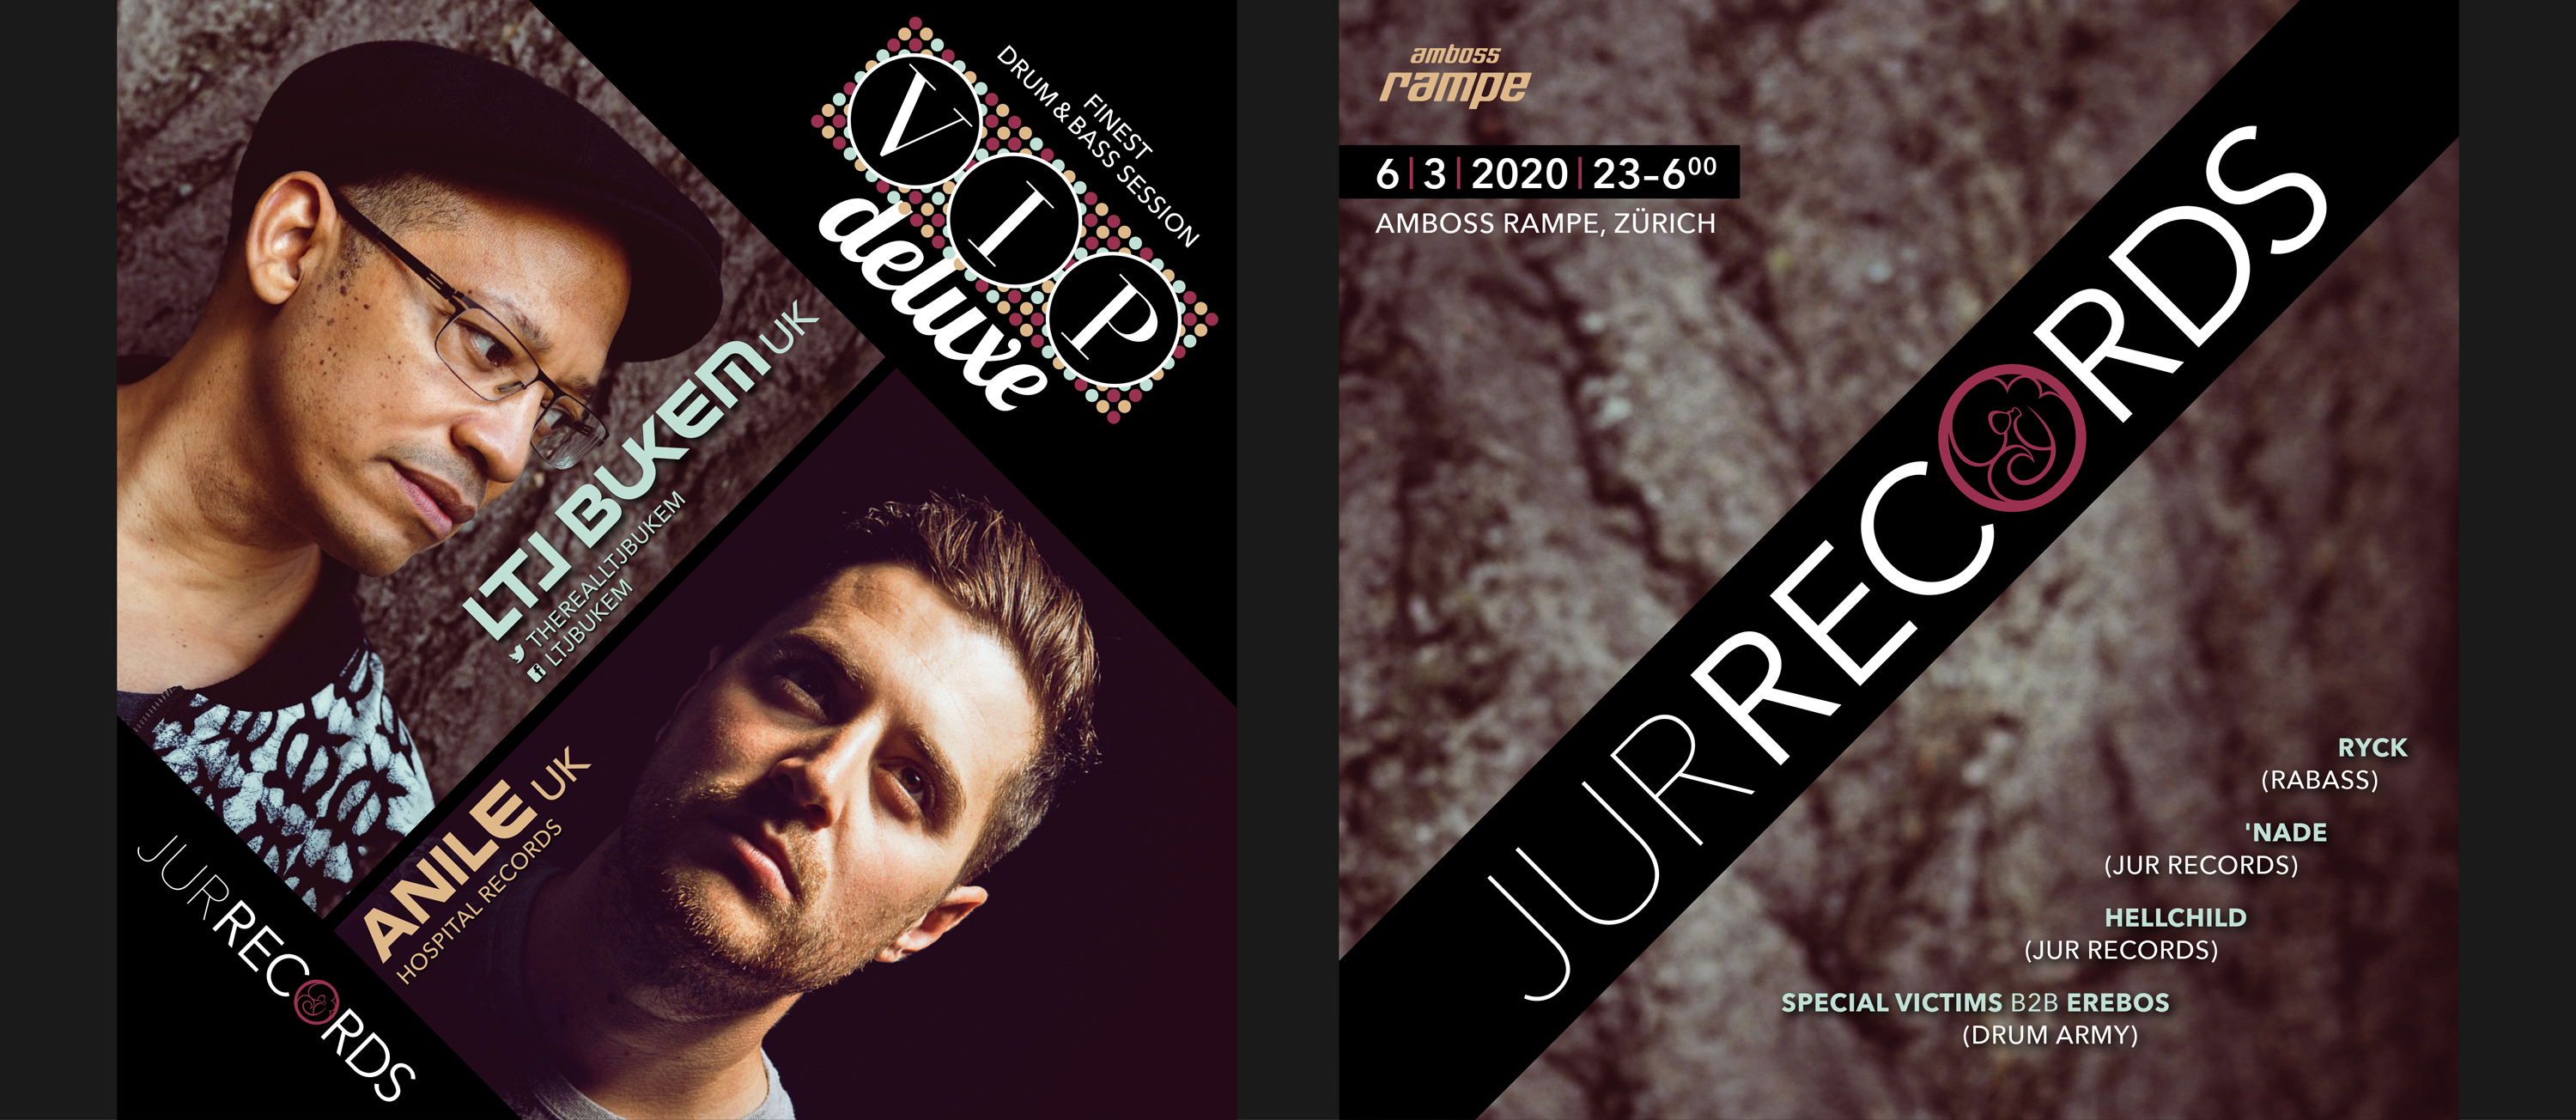 FINEST
DRUM & BASS SESSION
VIP
deluxe
LTJ BUKEM UK
THEREALLTJBUKEM
LTJBUKEM
ANILE UK
HOSPITAL RECORDS
JURRECORDS
amboss
rampe
6|3|2020|23–6⁰⁰
AMBOSS RAMPE, ZÜRICH
JURRECORDS
RYCK
(RABASS)
'NADE
(JUR RECORDS)
HELLCHILD
(JUR RECORDS)
SPECIAL VICTIMS B2B EREBOS
(DRUM ARMY)